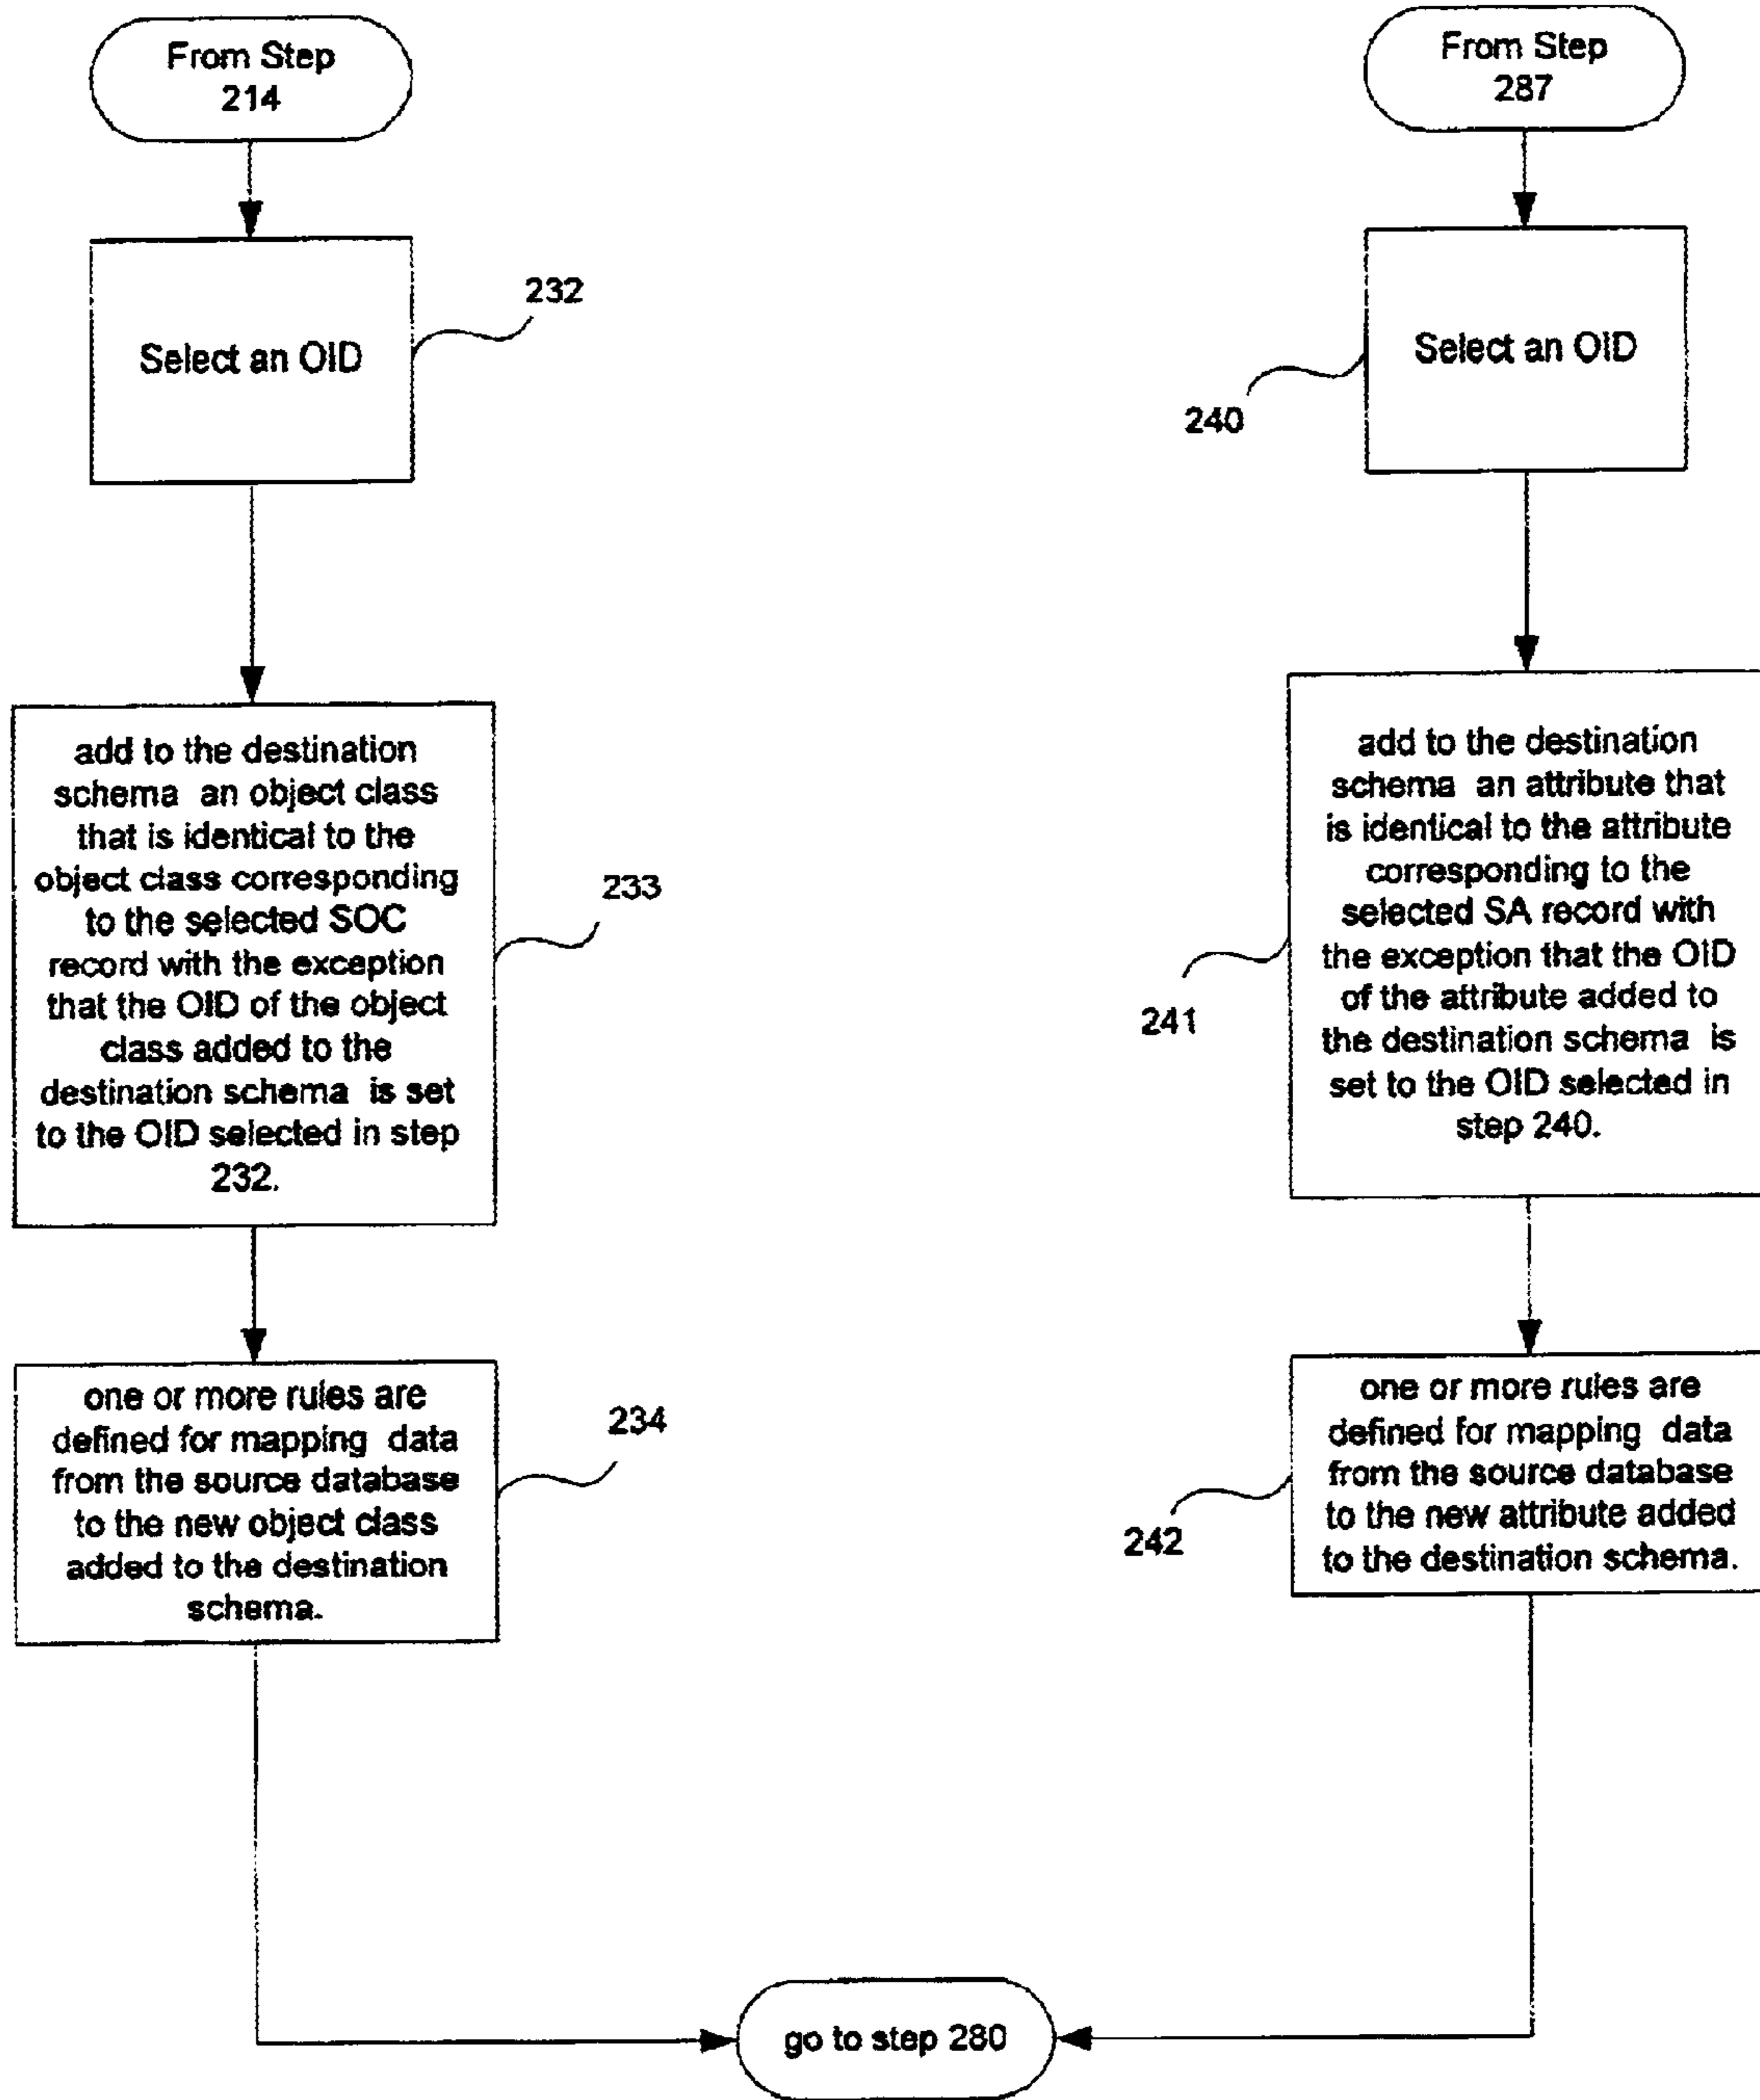 From Step
214
Select an OID
232
add to the destination
schema an object class
that is identical to the
object class corresponding
to the selected SOC
record with the exception
that the OID of the object
class added to the
destination schema is set
to the OID selected in step
232.
233
one or more rules are
defined for mapping data
from the source database
to the new object class
added to the destination
schema.
234
From Step
287
Select an OID
240
add to the destination
schema an attribute that
is identical to the attribute
corresponding to the
selected SA record with
the exception that the OID
of the attribute added to
the destination schema is
set to the OID selected in
step 240.
241
one or more rules are
defined for mapping data
from the source database
to the new attribute added
to the destination schema.
242
go to step 280